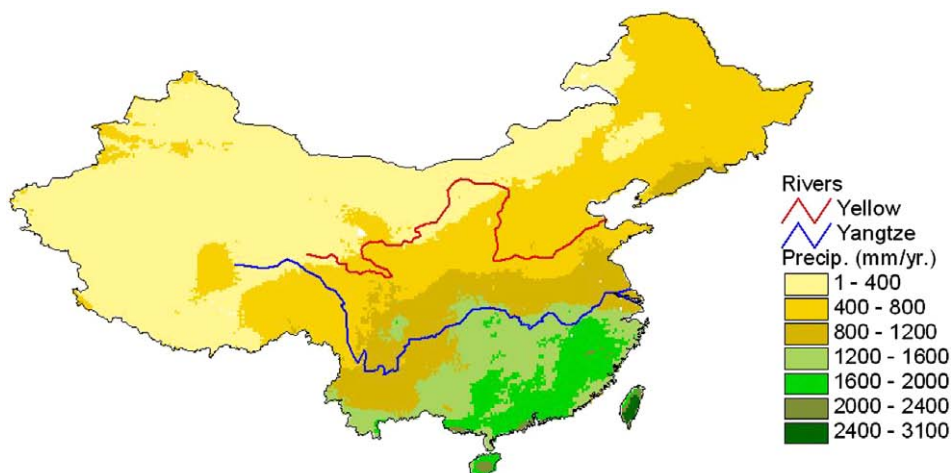 Rivers
Yellow
Yangtze
Precip. (mm/yr.)
1 - 400
400 - 800
800 - 1200
1200 - 1600
1600 - 2000
2000 - 2400
2400 - 3100